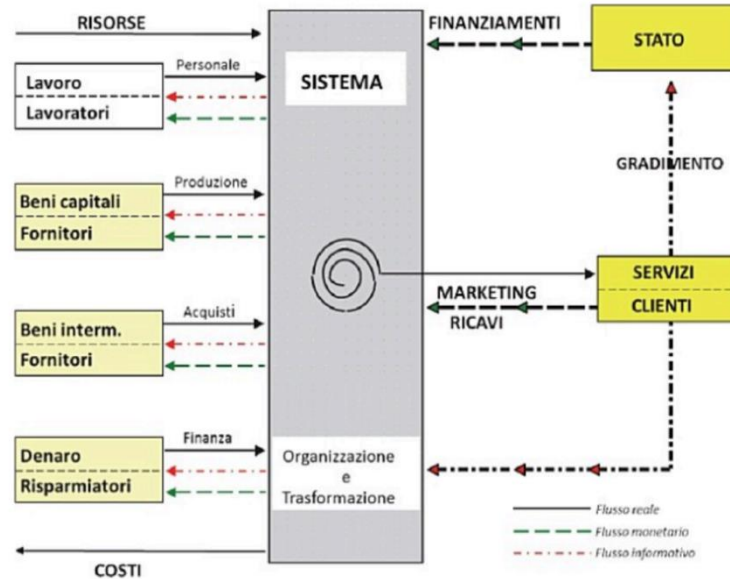 RISORSE
FINANZIAMENTI
STATO
Personale
Lavoro
Lavoratori
SISTEMA
GRADIMENTO
Produzione
Beni capitali
Fornitori
SERVIZI
CLIENTI
MARKETING
RICAVI
Acquisti
Beni interm.
Fornitori
Finanza
Denaro
Risparmiatori
Organizzazione
e
Trasformazione
Flusso reale
Flusso monetario
Flusso informativo
COSTI